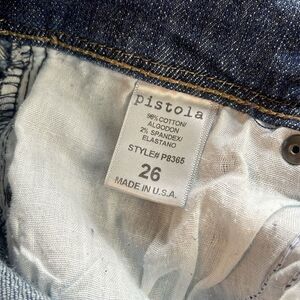 pistola
98%COTTON/
ALGODON
2% SPANDEX/
ELASTANO
STYLE# P8365
26
MADE IN U.S.A.